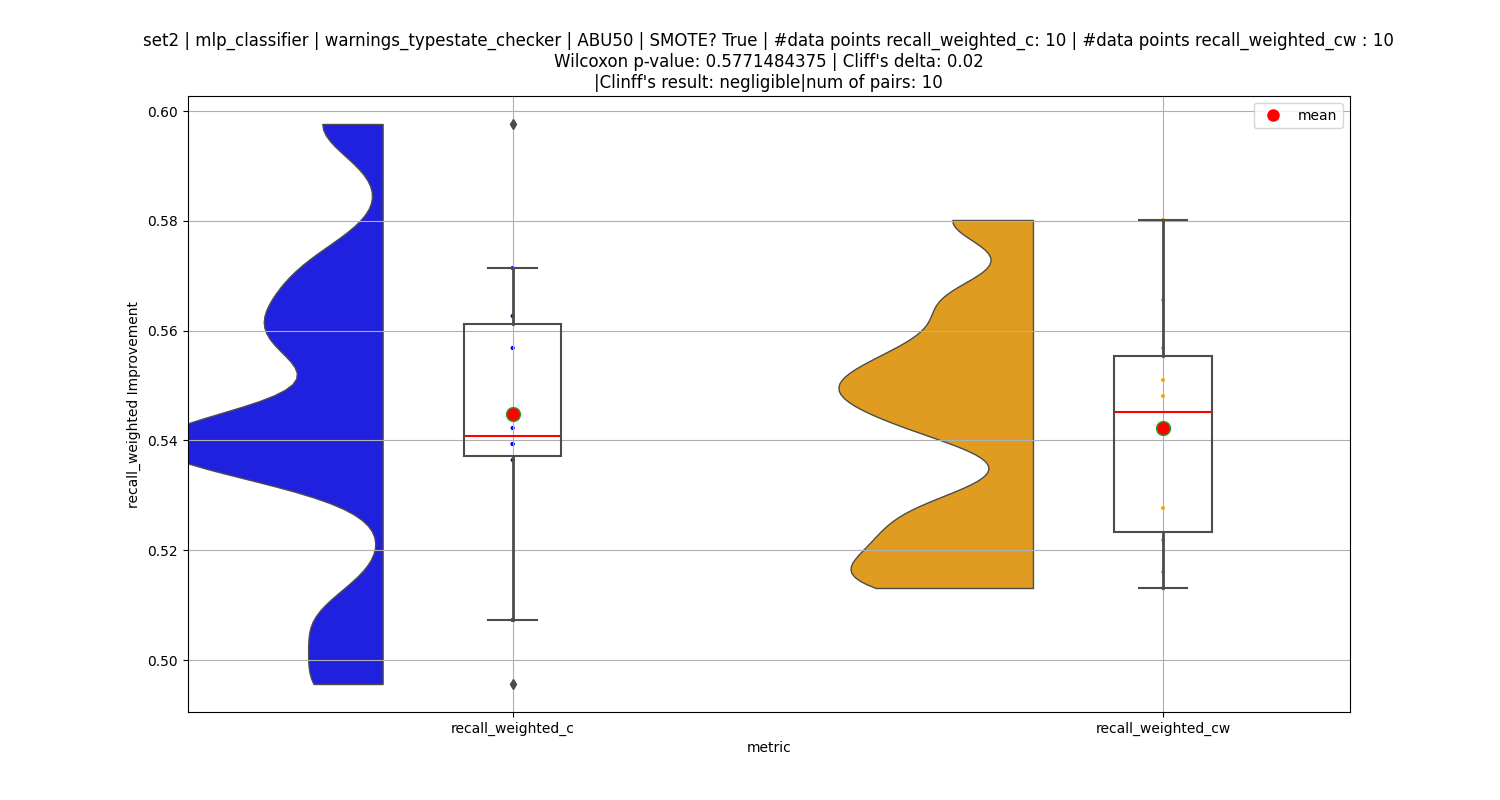 set2 | mlp_classifier | warnings_typestate_checker | ABU50 | SMOTE? True | #data points recall_weighted_c: 10 | #data points recall_weighted_cw : 10
Wilcoxon p-value: 0.5771484375 | Cliff's delta: 0.02
|Clinff's result: negligible|num of pairs: 10
mean
recall_weighted Improvement
0.60
0.58
0.56
0.54
0.52
0.50
recall_weighted_c
recall_weighted_cw
metric